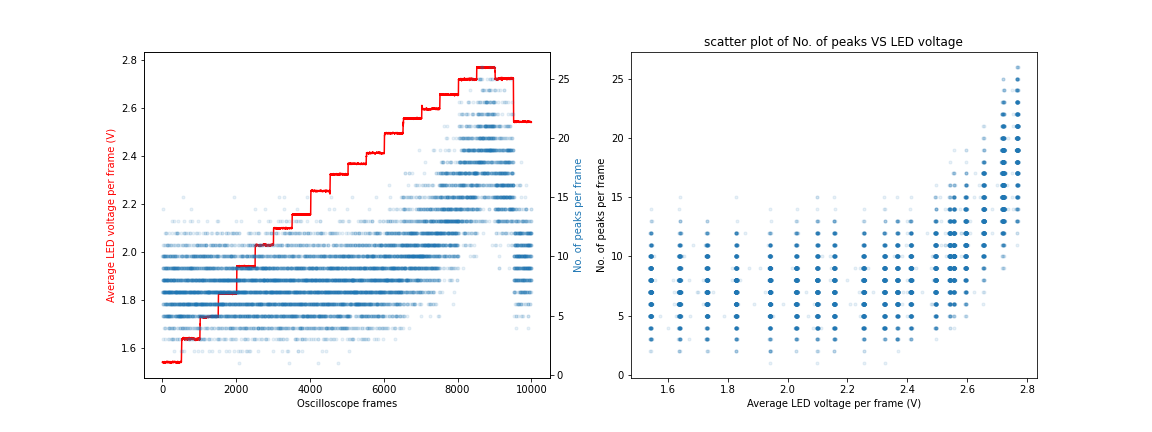 scatter plot of No. of peaks VS LED voltage
2.8
2.6
2.4
2.2
2.0
1.8
1.6
Average LED voltage per frame (V)
0 2000 4000 6000 8000 10000
Oscilloscope frames
25
20
15
10
5
0
No. of peaks per frame
25
20
15
10
5
0
No. of peaks per frame
1.6 1.8 2.0 2.2 2.4 2.6 2.8
Average LED voltage per frame (V)